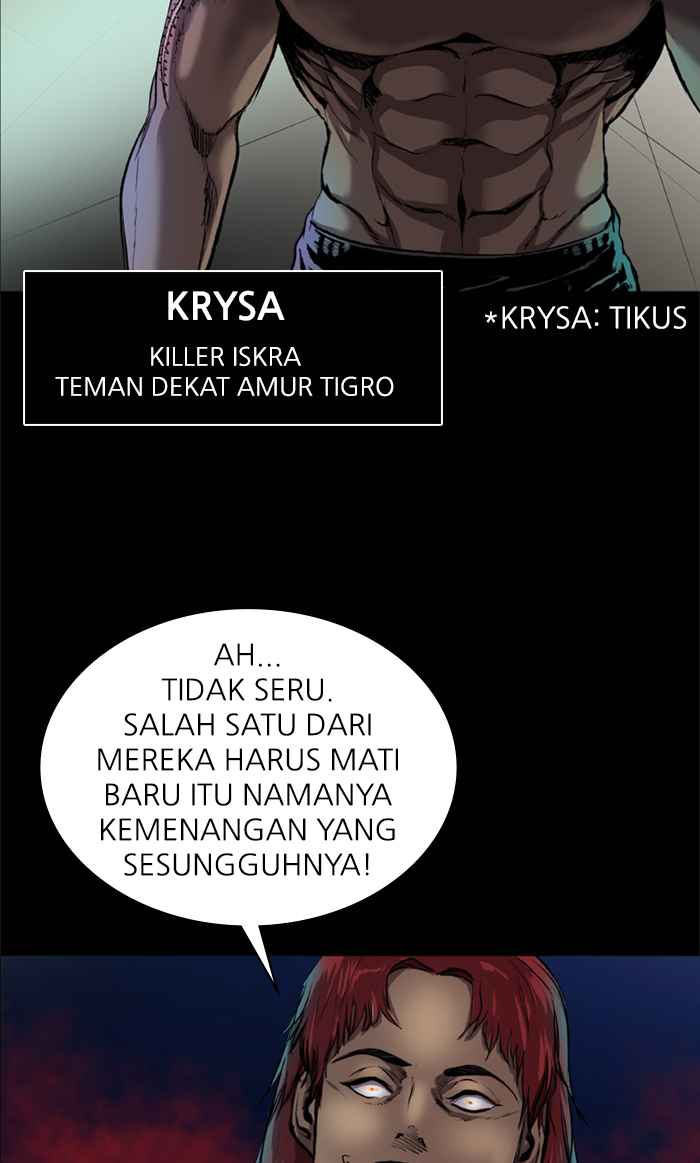 KRYSA
KILLER ISKRA
TEMAN DEKAT AMUR TIGRO
*KRYSA: TIKUS
AH...
TIDAK SERU.
SALAH SATU DARI
MEREKA HARUS MATI
BARU ITU NAMANYA
KEMENANGAN YANG
SESUNGGUHNYA!